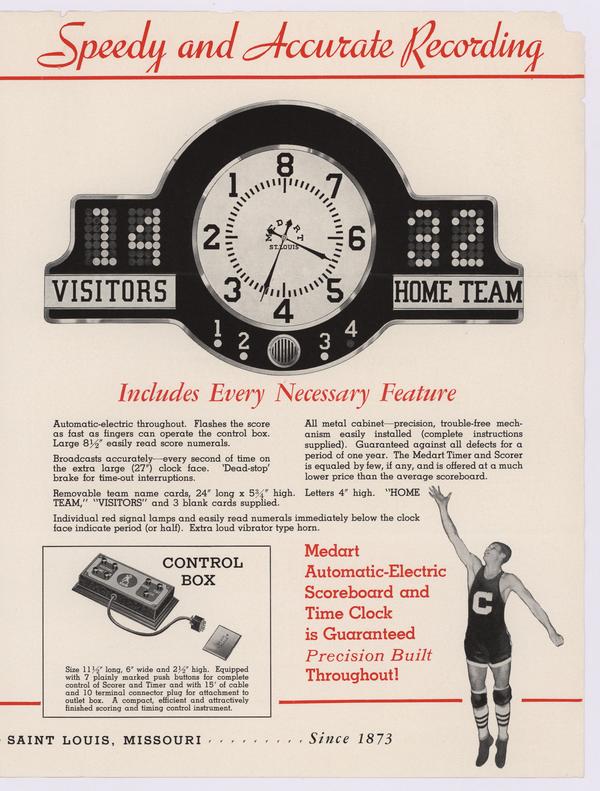 Speedy and Accurate Recording
8
1 7
2 6
3 5
4
MEDART
ST. LOUIS
14
32
VISITORS
HOME TEAM
1 2 3 4
Includes Every Necessary Feature
Automatic-electric throughout. Flashes the score
as fast as fingers can operate the control box.
Large 8½" easily read score numerals.
Broadcasts accurately—every second of time on
the extra large (27") clock face. 'Dead-stop'
brake for time-out interruptions.
All metal cabinet—precision, trouble-free mech-
anism easily installed (complete instructions
supplied). Guaranteed against all defects for a
period of one year. The Medart Timer and Scorer
is equaled by few, if any, and is offered at a much
lower price than the average scoreboard.
Removable team name cards, 24" long x 5¾" high. Letters 4" high. "HOME
TEAM," "VISITORS" and 3 blank cards supplied.
Individual red signal lamps and easily read numerals immediately below the clock
face indicate period (or half). Extra loud vibrator type horn.
CONTROL
BOX
Size 11½" long, 6" wide and 2½" high. Equipped
with 7 plainly marked push buttons for complete
control of Scorer and Timer and with 15' of cable
and 10 terminal connector plug for attachment to
outlet box. A compact, efficient and attractively
finished scoring and timing control instrument.
Medart
Automatic-Electric
Scoreboard and
Time Clock
is Guaranteed
Precision Built
Throughout!
C
SAINT LOUIS, MISSOURI . . . . . . . . . Since 1873